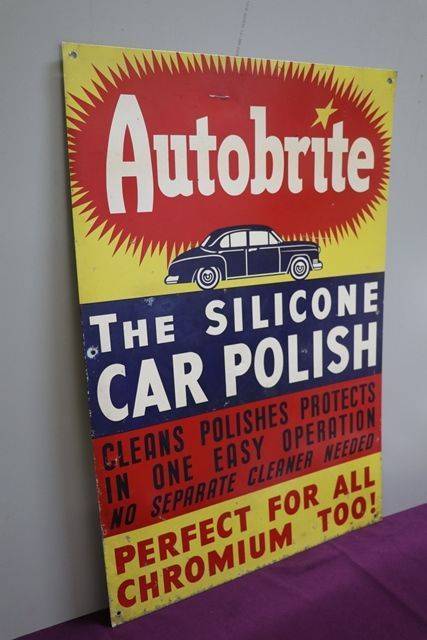 Autobrite
THE SILICONE
CAR POLISH
CLEANS POLISHES PROTECTS
IN ONE EASY OPERATION
NO SEPARATE CLEANER NEEDED
PERFECT FOR ALL
CHROMIUM TOO!